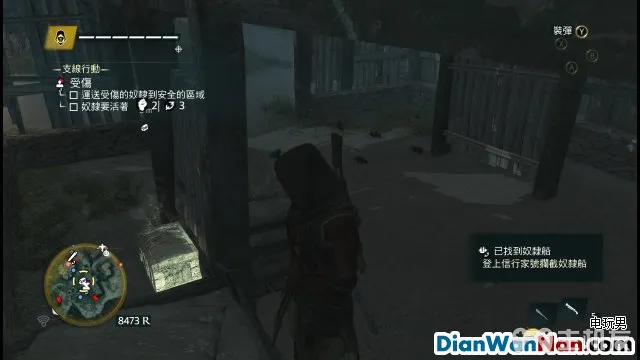 裝彈 Y
X
B
A
支線行動
受傷
運送受傷的奴隸到安全的區域
奴隸要活著 2 | 3
已找到奴隸船
登上信行家號攔截奴隸船
8473 R
电玩男
DianWanNan.com